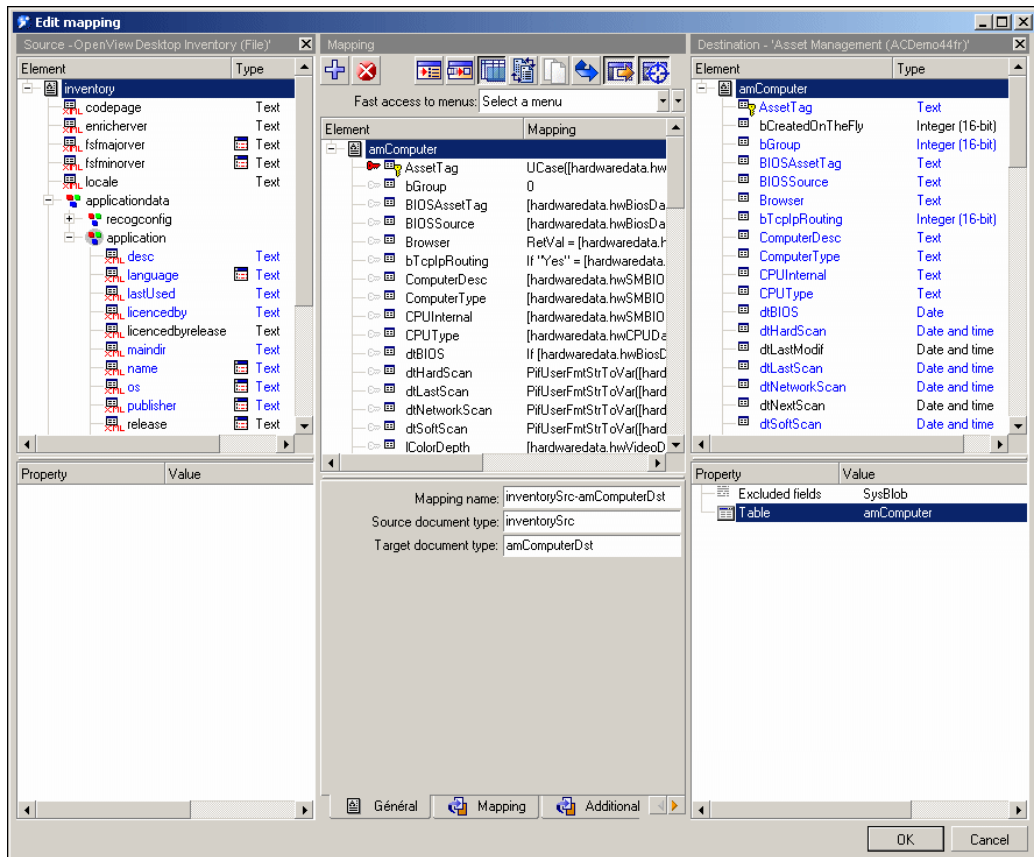 Edit mapping
Source - OpenView Desktop Inventory (File)'
Element Type
inventory
codepage Text
enricherver Text
fsfmajorver Text
fsfminorver Text
locale Text
applicationdata
recogconfig
application
desc Text
language Text
lastUsed Text
licencedby Text
licencedbyrelease Text
maindir Text
name Text
os Text
publisher Text
release Text
Property Value
Mapping
Fast access to menus: Select a menu
Element Mapping
amComputer
AssetTag UCase([hardwaredata.hw
bGroup 0
BIOSAssetTag [hardwaredata.hwBiosDa
BIOSSource [hardwaredata.hwBiosDa
Browser RetVal = [hardwaredata.h
bTcpIpRouting If "Yes" = [hardwaredata.
ComputerDesc [hardwaredata.hwSMBIO
ComputerType [hardwaredata.hwSMBIO
CPUInternal [hardwaredata.hwSMBIO
CPUType [hardwaredata.hwCPUDa
dtBIOS If [hardwaredata.hwBiosD
dtHardScan PifUserFmtStrToVar([hard
dtLastScan PifUserFmtStrToVar([hard
dtNetworkScan PifUserFmtStrToVar([hard
dtSoftScan PifUserFmtStrToVar([hard
lColorDepth [hardwaredata.hwVideoD
Mapping name: inventorySrc-amComputerDst
Source document type: inventorySrc
Target document type: amComputerDst
Général Mapping Additional
Destination - 'Asset Management (ACDemo44fr)'
Element Type
amComputer
AssetTag Text
bCreatedOnTheFly Integer (16-bit)
bGroup Integer (16-bit)
BIOSAssetTag Text
BIOSSource Text
Browser Text
bTcpIpRouting Integer (16-bit)
ComputerDesc Text
ComputerType Text
CPUInternal Text
CPUType Text
dtBIOS Date
dtHardScan Date and time
dtLastModif Date and time
dtLastScan Date and time
dtNetworkScan Date and time
dtNextScan Date and time
dtSoftScan Date and time
Property Value
Excluded fields SysBlob
Table amComputer
OK Cancel